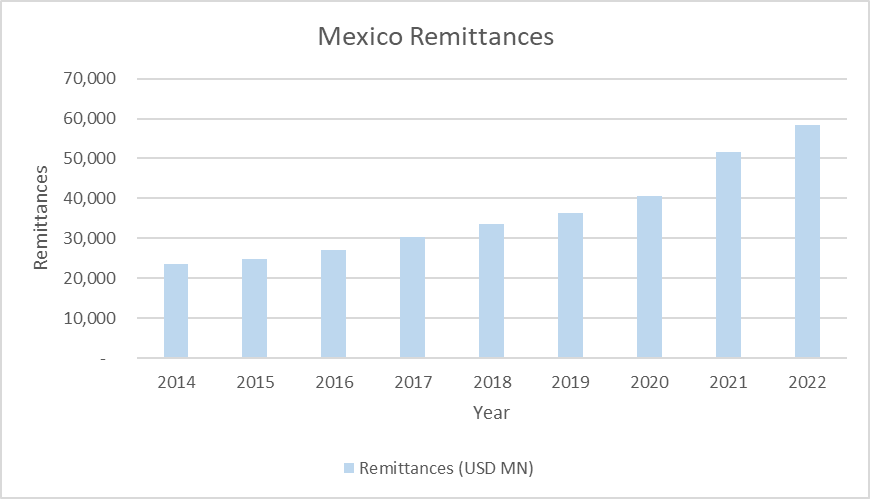 Mexico Remittances
70,000
60,000
50,000
40,000
30,000
20,000
10,000
-
Remittances
2014 2015 2016 2017 2018 2019 2020 2021 2022
Year
Remittances (USD MN)